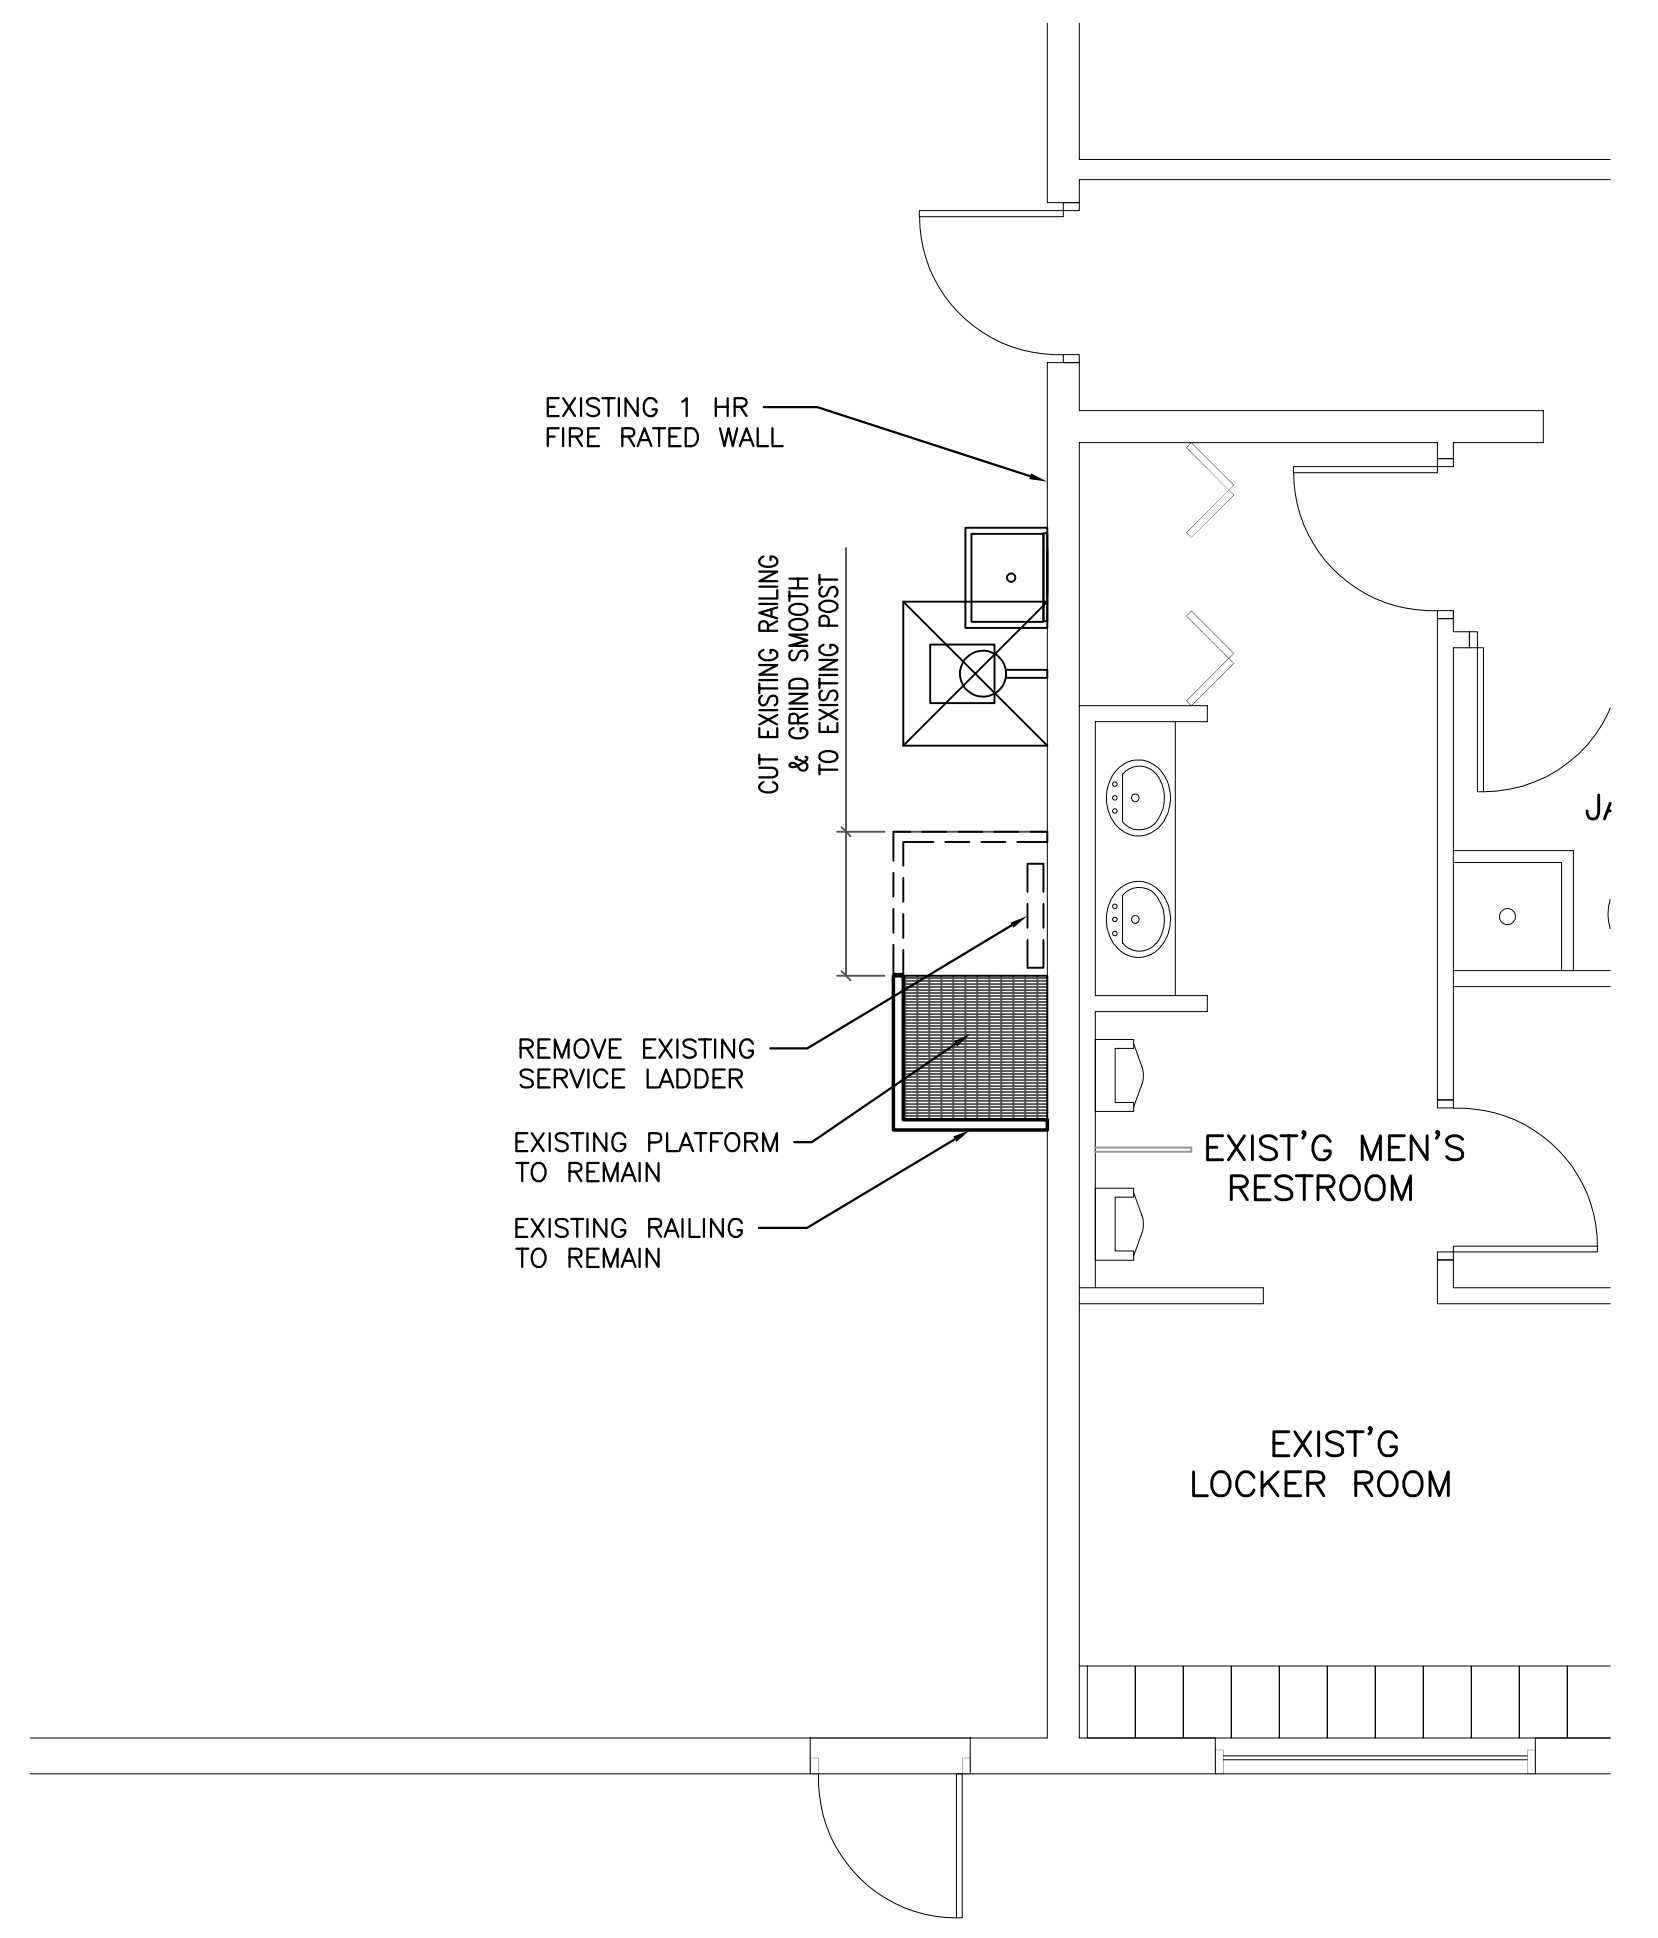 EXISTING 1 HR
FIRE RATED WALL
CUT EXISTING RAILING
& GRIND SMOOTH
TO EXISTING POST
JA
REMOVE EXISTING
SERVICE LADDER
EXISTING PLATFORM
TO REMAIN
EXISTING RAILING
TO REMAIN
EXIST'G MEN'S
RESTROOM
EXIST'G
LOCKER ROOM